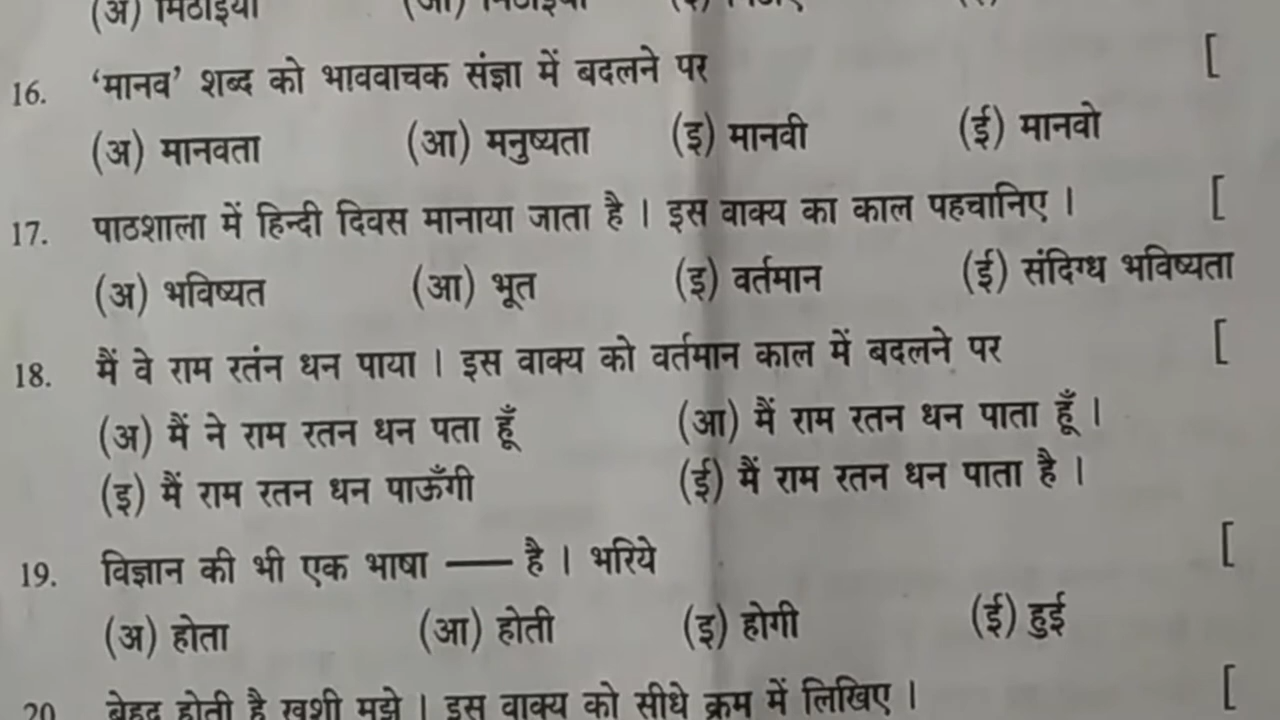 (अ) मिठाइयाँ (आ) मिठाइयों
16. ‘मानव’ शब्द को भाववाचक संज्ञा में बदलने पर [
(अ) मानवता (आ) मनुष्यता (इ) मानवी (ई) मानवो
17. पाठशाला में हिन्दी दिवस मानाया जाता है । इस वाक्य का काल पहचानिए । [
(अ) भविष्यत (आ) भूत (इ) वर्तमान (ई) संदिग्ध भविष्यता
18. मैं वे राम रतंन धन पाया । इस वाक्य को वर्तमान काल में बदलने पर [
(अ) मैं ने राम रतन धन पता हूँ (आ) मैं राम रतन धन पाता हूँ ।
(इ) मैं राम रतन धन पाऊँगी (ई) मैं राम रतन धन पाता है ।
19. विज्ञान की भी एक भाषा —— है । भरिये [
(अ) होता (आ) होती (इ) होगी (ई) हुई
20. बेहद होती है खुशी मुझे । इस वाक्य को सीधे क्रम में लिखिए । [